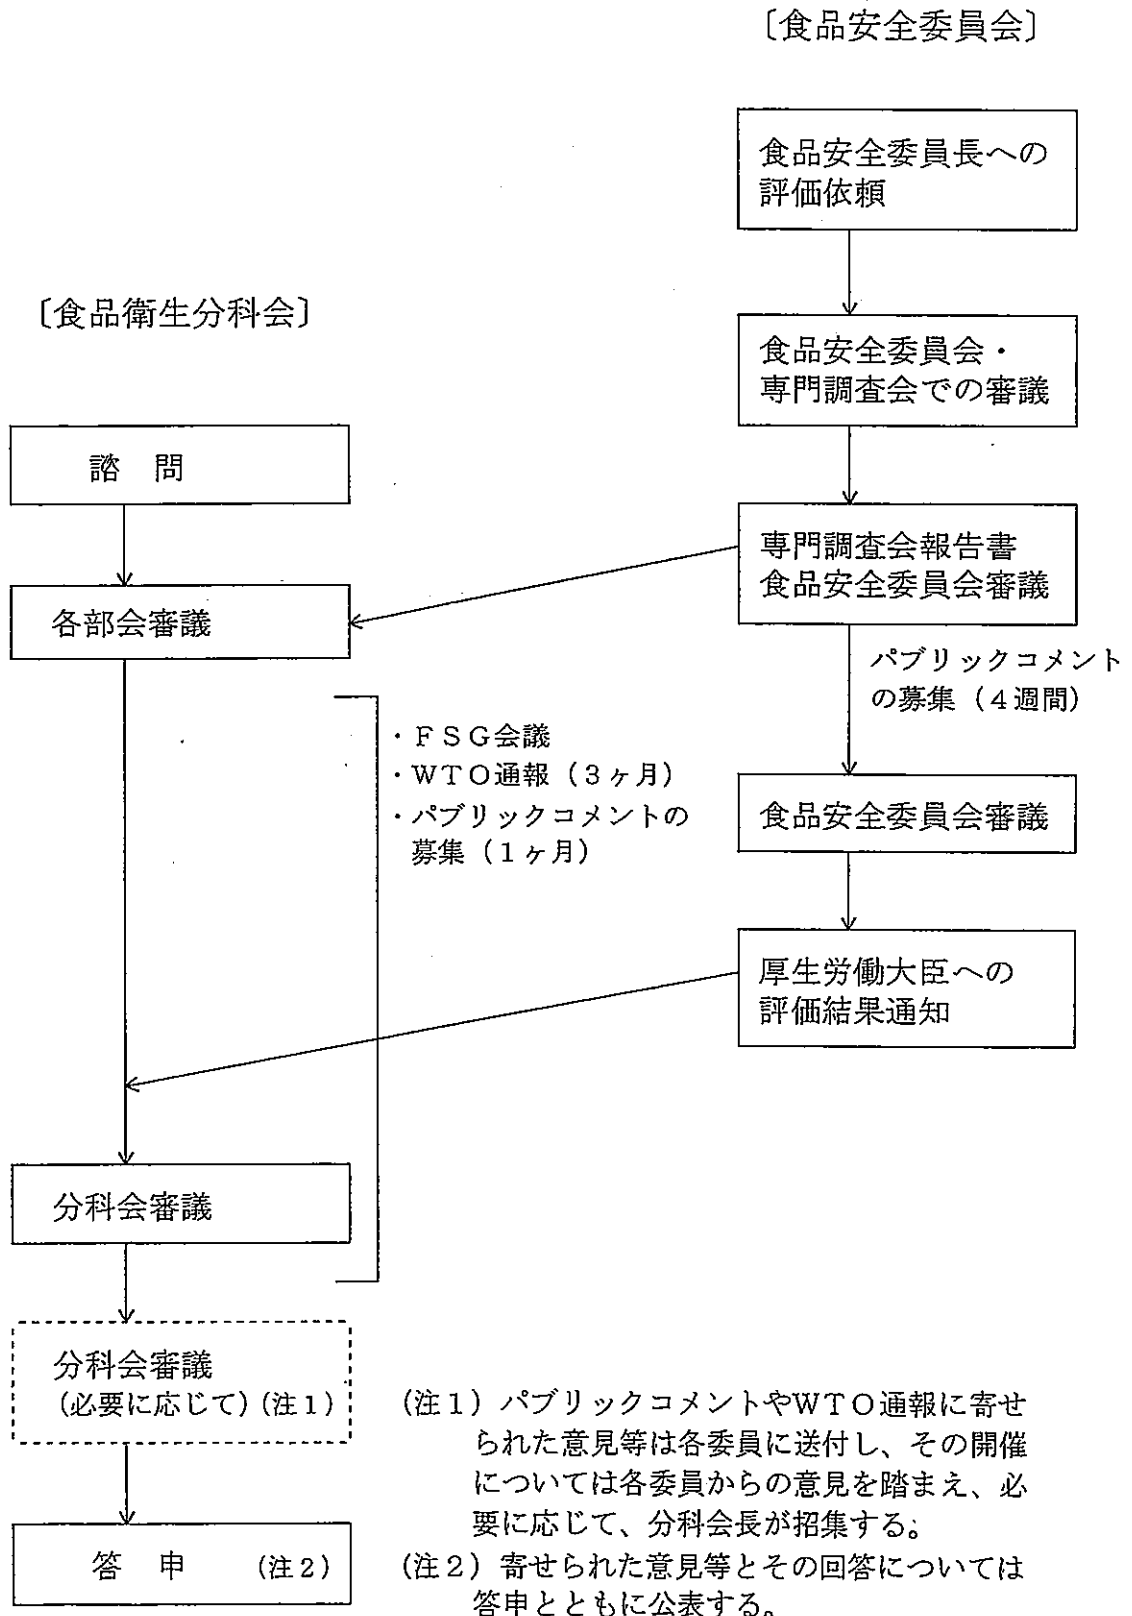 〔食品安全委員会〕
食品安全委員長への
評価依頼
食品安全委員会・
専門調査会での審議
専門調査会報告書
食品安全委員会審議
パブリックコメント
の募集（４週間）
食品安全委員会審議
厚生労働大臣への
評価結果通知
〔食品衛生分科会〕
諮　問
各部会審議
・ＦＳＧ会議
・ＷＴＯ通報（３ヶ月）
・パブリックコメントの
募集（１ヶ月）
分科会審議
分科会審議
（必要に応じて）（注１）
答　申　（注２）
（注１）パブリックコメントやＷＴＯ通報に寄せ
られた意見等は各委員に送付し、その開催
については各委員からの意見を踏まえ、必
要に応じて、分科会長が招集する。
（注２）寄せられた意見等とその回答については
答申とともに公表する。